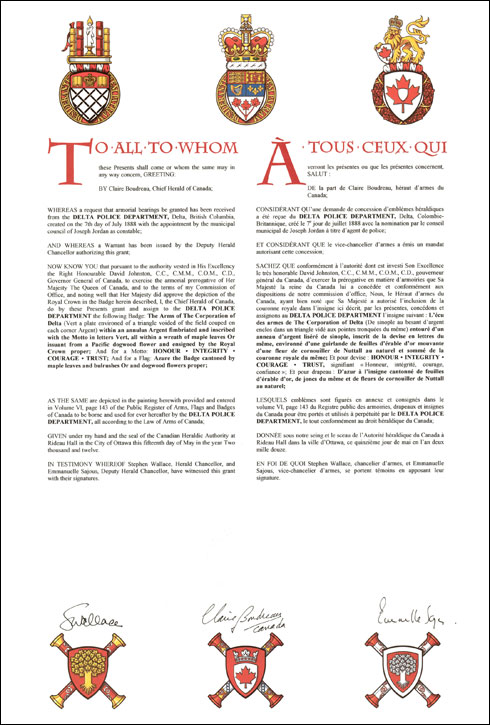 TO·ALL·TO·WHOM
these Presents shall come or whom the same may in
any way concern, GREETING:
BY Claire Boudreau, Chief Herald of Canada;
WHEREAS a request that armorial bearings be granted has been received
from the DELTA POLICE DEPARTMENT, Delta, British Columbia,
created on the 7th day of July 1888 with the appointment by the municipal
council of Joseph Jordan as constable;
AND WHEREAS a Warrant has been issued by the Deputy Herald
Chancellor authorizing this grant;
NOW KNOW YOU that pursuant to the authority vested in His Excellency
the Right Honourable David Johnston, C.C., C.M.M., C.O.M., C.D.,
Governor General of Canada, to exercise the armorial prerogative of Her
Majesty The Queen of Canada, and to the terms of my Commission of
Office, and noting well that Her Majesty did approve the depiction of the
Royal Crown in the Badge herein described, I, the Chief Herald of Canada,
do by these Presents grant and assign to the DELTA POLICE
DEPARTMENT the following Badge: The Arms of The Corporation of
Delta (Vert a plate environed of a triangle voided of the field couped on
each corner Argent) within an annulus Argent fimbriated and inscribed
with the Motto in letters Vert, all within a wreath of maple leaves Or
issuant from a Pacific dogwood flower and ensigned by the Royal
Crown proper; And for a Motto: HONOUR • INTEGRITY •
COURAGE • TRUST; And for a Flag: Azure the Badge cantoned by
maple leaves and bulrushes Or and dogwood flowers proper;
AS THE SAME are depicted in the painting herewith provided and entered
in Volume VI, page 143 of the Public Register of Arms, Flags and Badges
of Canada to be borne and used for ever hereafter by the DELTA POLICE
DEPARTMENT, all according to the Law of Arms of Canada;
GIVEN under my hand and the seal of the Canadian Heraldic Authority at
Rideau Hall in the City of Ottawa this fifteenth day of May in the year Two
thousand and twelve.
IN TESTIMONY WHEREOF Stephen Wallace, Herald Chancellor, and
Emmanuelle Sajous, Deputy Herald Chancellor, have witnessed this grant
with their signatures.
À·TOUS·CEUX·QUI
verront les présentes ou que les présentes concernent,
SALUT :
DE la part de Claire Boudreau, héraut d'armes du
Canada;
CONSIDÉRANT QU'une demande de concession d'emblèmes héraldiques
a été reçue du DELTA POLICE DEPARTMENT, Delta, Colombie-
Britannique, créé le 7e jour de juillet 1888 avec la nomination par le conseil
municipal de Joseph Jordan à titre d'agent de police;
ET CONSIDÉRANT QUE le vice-chancelier d'armes a émis un mandat
autorisant cette concession.
SACHEZ QUE conformément à l'autorité dont est investi Son Excellence
le très honorable David Johnston, C.C., C.M.M., C.O.M., C.D., gouverneur
général du Canada, d'exercer la prérogative en matière d'armoiries que Sa
Majesté la reine du Canada lui a concédée et conformément aux
dispositions de notre commission d'office, Nous, le Héraut d'armes du
Canada, ayant bien noté que Sa Majesté a autorisé l'inclusion de la
couronne royale dans l'insigne ici décrit, par les présentes, concédons et
assignons au DELTA POLICE DEPARTMENT l'insigne suivant : L'écu
des armes de The Corporation of Delta (De sinople au besant d'argent
enclos dans un triangle vidé aux pointes tronquées du même) entouré d'un
anneau d'argent liséré de sinople, inscrit de la devise en lettres du
même, environné d'une guirlande de feuilles d'érable d'or mouvante
d'une fleur de cornouiller de Nuttall au naturel et sommé de la
couronne royale du même; Et pour devise : HONOUR • INTEGRITY •
COURAGE • TRUST, signifiant « Honneur, intégrité, courage,
confiance »; Et pour drapeau : D'azur à l'insigne cantonné de feuilles
d'érable d'or, de joncs du même et de fleurs de cornouiller de Nuttall
au naturel;
LESQUELS emblèmes sont figurés en annexe et consignés dans le
volume VI, page 143 du Registre public des armoiries, drapeaux et insignes
du Canada pour être portés et utilisés à perpétuité par le DELTA POLICE
DEPARTMENT, le tout conformément au droit héraldique du Canada;
DONNÉE sous notre seing et le sceau de l'Autorité héraldique du Canada à
Rideau Hall dans la ville d'Ottawa, ce quinzième jour de mai en l'an deux
mille douze.
EN FOI DE QUOI Stephen Wallace, chancelier d'armes, et Emmanuelle
Sajous, vice-chancelier d'armes, se portent témoins en apposant leur
signature.
SWallace
Claire Boudreau
Canada